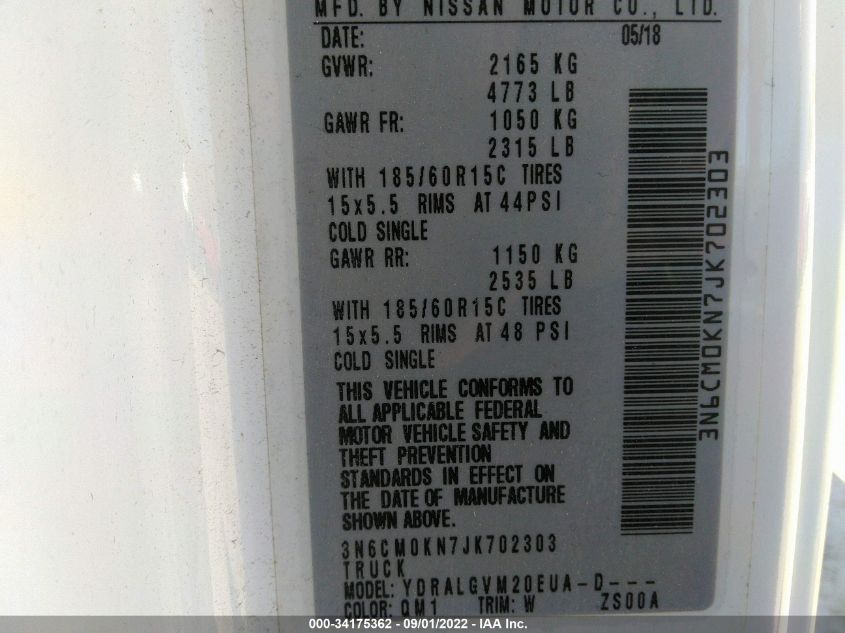 MFD. BY NISSAN MOTOR CO., LTD.
DATE: 05/18
GVWR: 2165 KG
4773 LB
GAWR FR: 1050 KG
2315 LB
WITH 185/60R15C TIRES
15x5.5 RIMS AT 44PSI
COLD SINGLE
GAWR RR: 1150 KG
2535 LB
WITH 185/60R15C TIRES
15x5.5 RIMS AT 48 PSI
COLD SINGLE
THIS VEHICLE CONFORMS TO
ALL APPLICABLE FEDERAL
MOTOR VEHICLE SAFETY AND
THEFT PREVENTION
STANDARDS IN EFFECT ON
THE DATE OF MANUFACTURE
SHOWN ABOVE.
3N6CM0KN7JK702303
TRUCK
MODEL: YDRALGVM20EUA-D---
COLOR: QM1 TRIM: W ZS00A
3N6CM0KN7JK702303
000-34175362 - 09/01/2022 - 00000